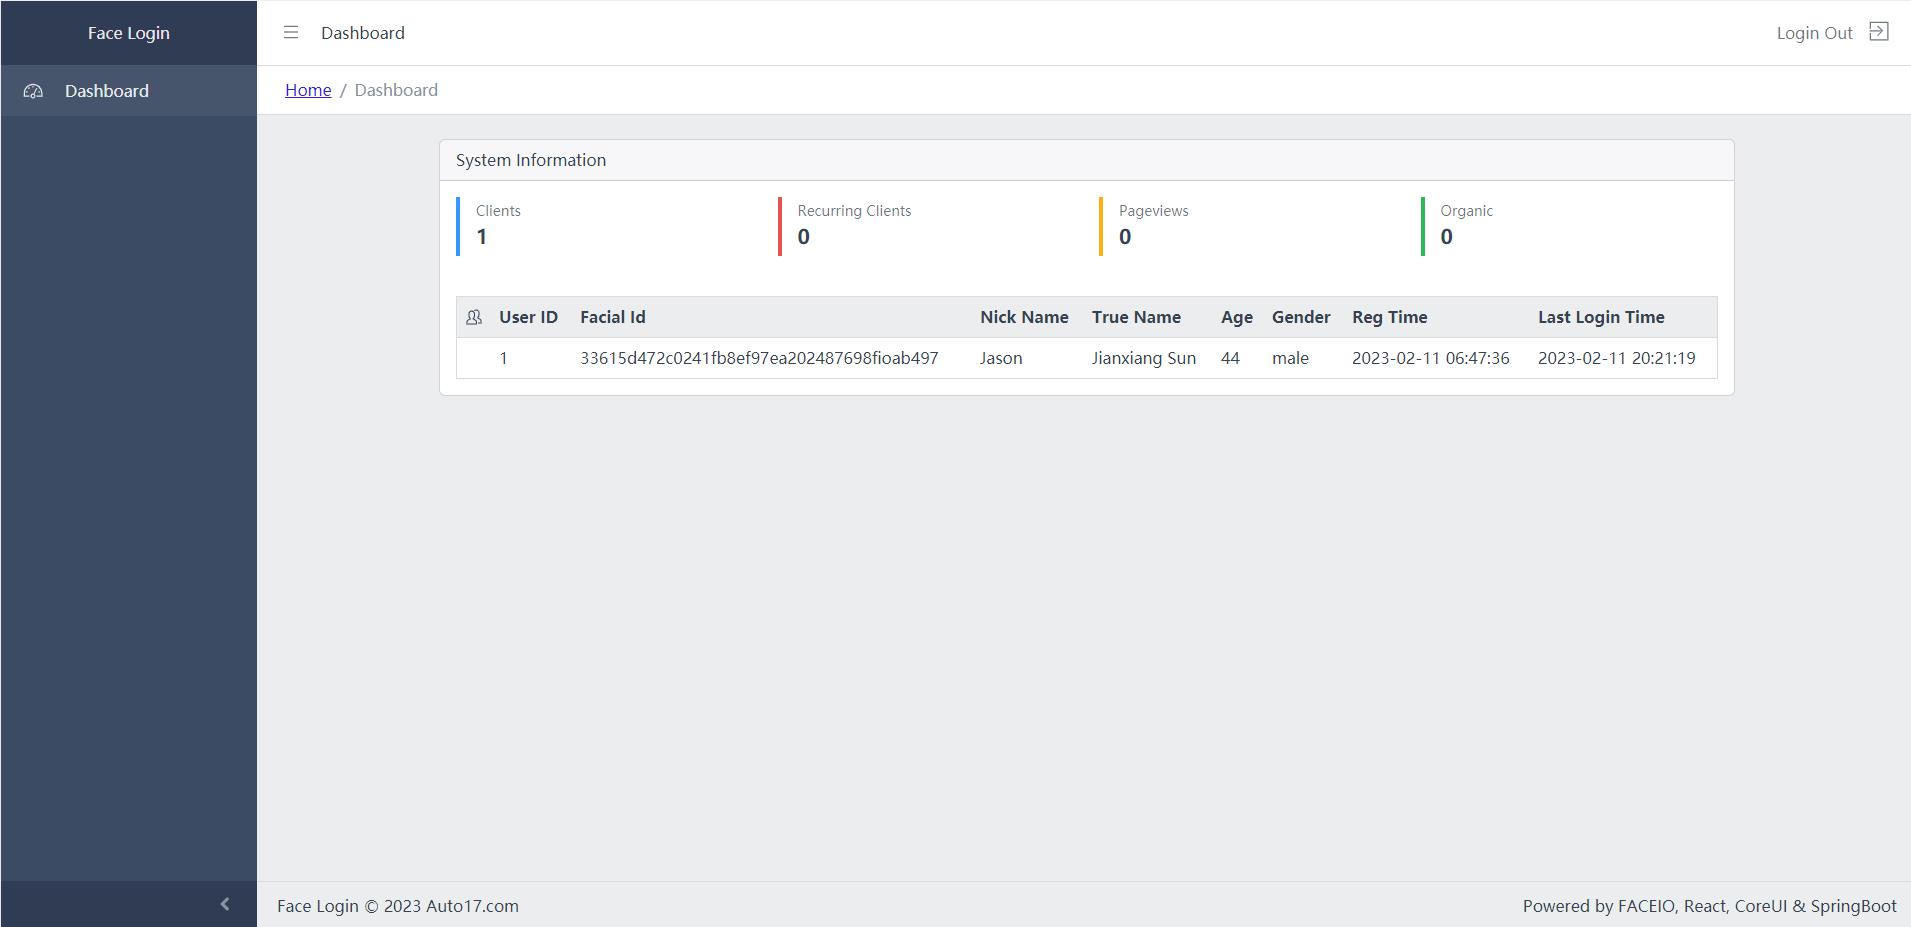 Face Login
Dashboard
Login Out
Dashboard
Home / Dashboard
System Information
Clients
1
Recurring Clients
0
Pageviews
0
Organic
0
User ID Facial Id Nick Name True Name Age Gender Reg Time Last Login Time
1 33615d472c0241fb8ef97ea202487698fioab497 Jason Jianxiang Sun 44 male 2023-02-11 06:47:36 2023-02-11 20:21:19
Face Login © 2023 Auto17.com
Powered by FACEIO, React, CoreUI & SpringBoot